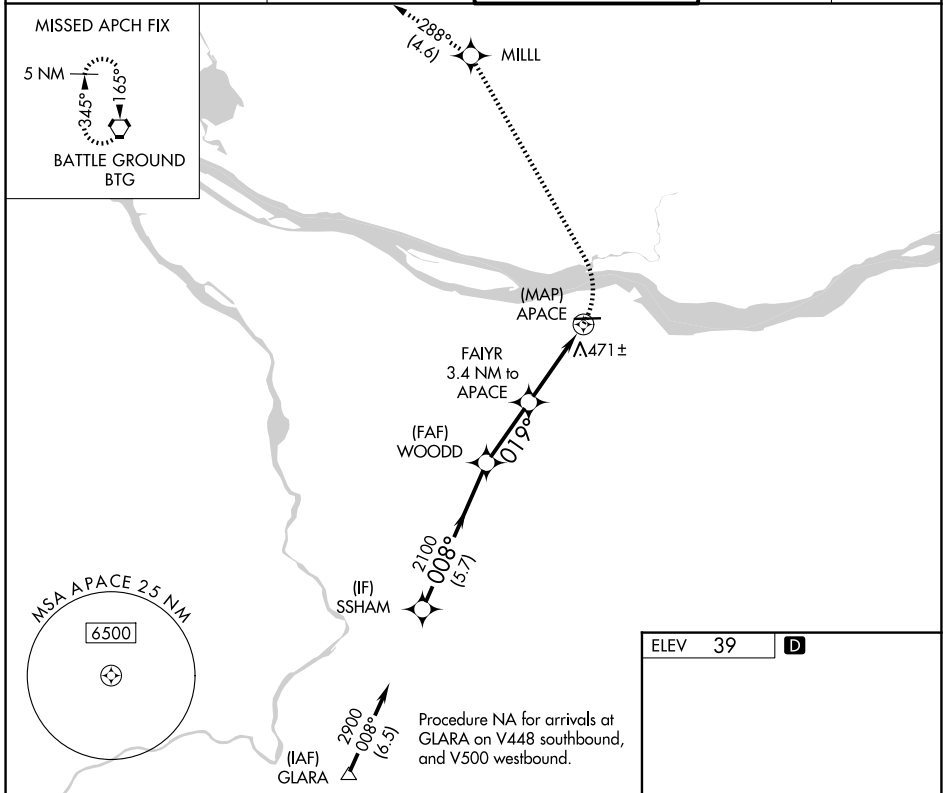 MISSED APCH FIX
5 NM
345°
165°
BATTLE GROUND
BTG
288°
(4.6)
MILLL
(MAP)
APACE
471±
FAIYR
3.4 NM to
APACE
(FAF)
WOODD
019°
2100
008°
(5.7)
(IF)
SSHAM
MSA APACE 25 NM
6500
2900
008°
(6.5)
(IAF)
GLARA
Procedure NA for arrivals at
GLARA on V448 southbound,
and V500 westbound.
ELEV 39 D